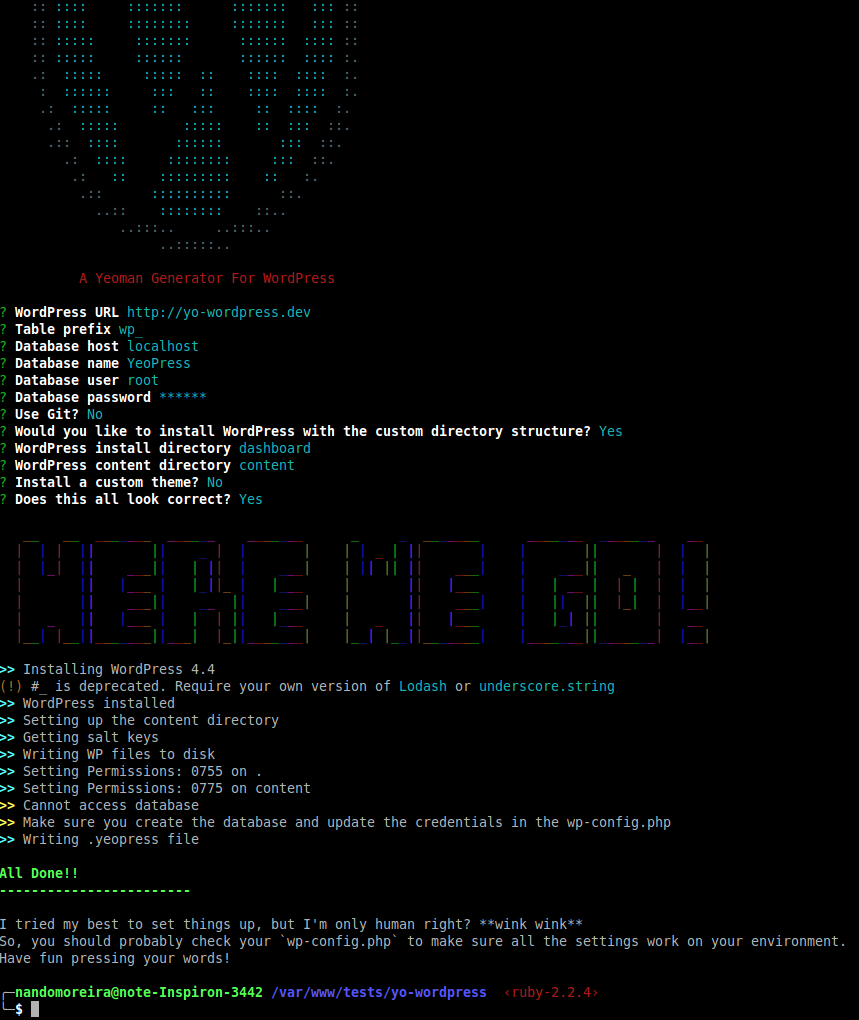 A Yeoman Generator For WordPress
? WordPress URL http://yo-wordpress.dev
? Table prefix wp_
? Database host localhost
? Database name YeoPress
? Database user root
? Database password ******
? Use Git? No
? Would you like to install WordPress with the custom directory structure? Yes
? WordPress install directory dashboard
? WordPress content directory content
? Install a custom theme? No
? Does this all look correct? Yes
HERE WE GO!
>> Installing WordPress 4.4
(!) #_ is deprecated. Require your own version of Lodash or underscore.string
>> WordPress installed
>> Setting up the content directory
>> Getting salt keys
>> Writing WP files to disk
>> Setting Permissions: 0755 on .
>> Setting Permissions: 0775 on content
>> Cannot access database
>> Make sure you create the database and update the credentials in the wp-config.php
>> Writing .yeopress file
All Done!!
------------------------
I tried my best to set things up, but I'm only human right? **wink wink**
So, you should probably check your `wp-config.php` to make sure all the settings work on your environment.
Have fun pressing your words!
╭─nandomoreira@note-Inspiron-3442 /var/www/tests/yo-wordpress ‹ruby-2.2.4›
╰─$